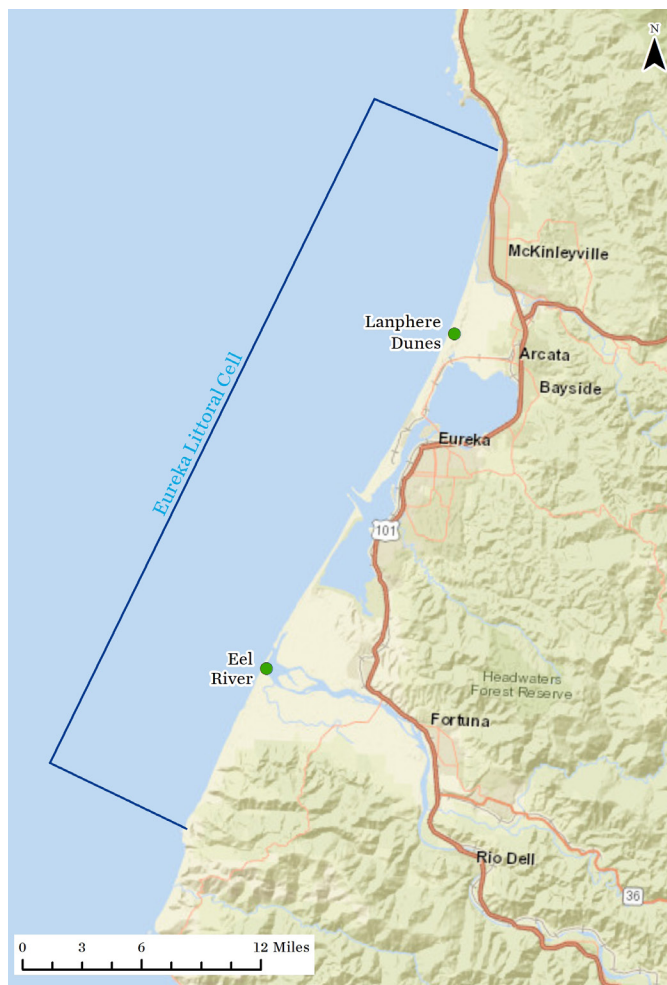 N
McKinleyville
Lanphere
Dunes
Arcata
Bayside
Eureka
Eureka Littoral Cell
101
Eel
River
Headwaters
Forest Reserve
Fortuna
Rio Dell
36
0 3 6 12 Miles